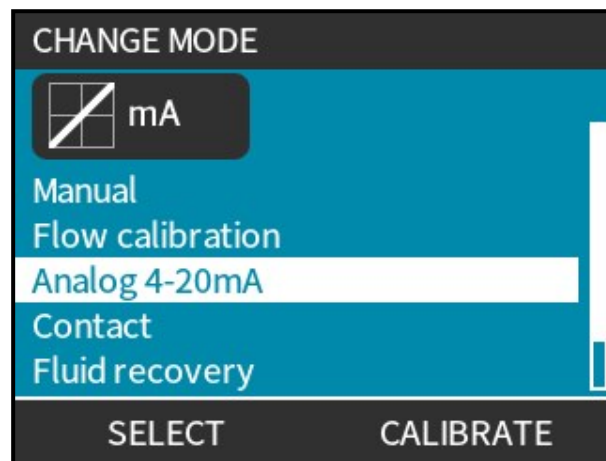 CHANGE MODE
mA
Manual
Flow calibration
Analog 4-20mA
Contact
Fluid recovery
SELECT CALIBRATE